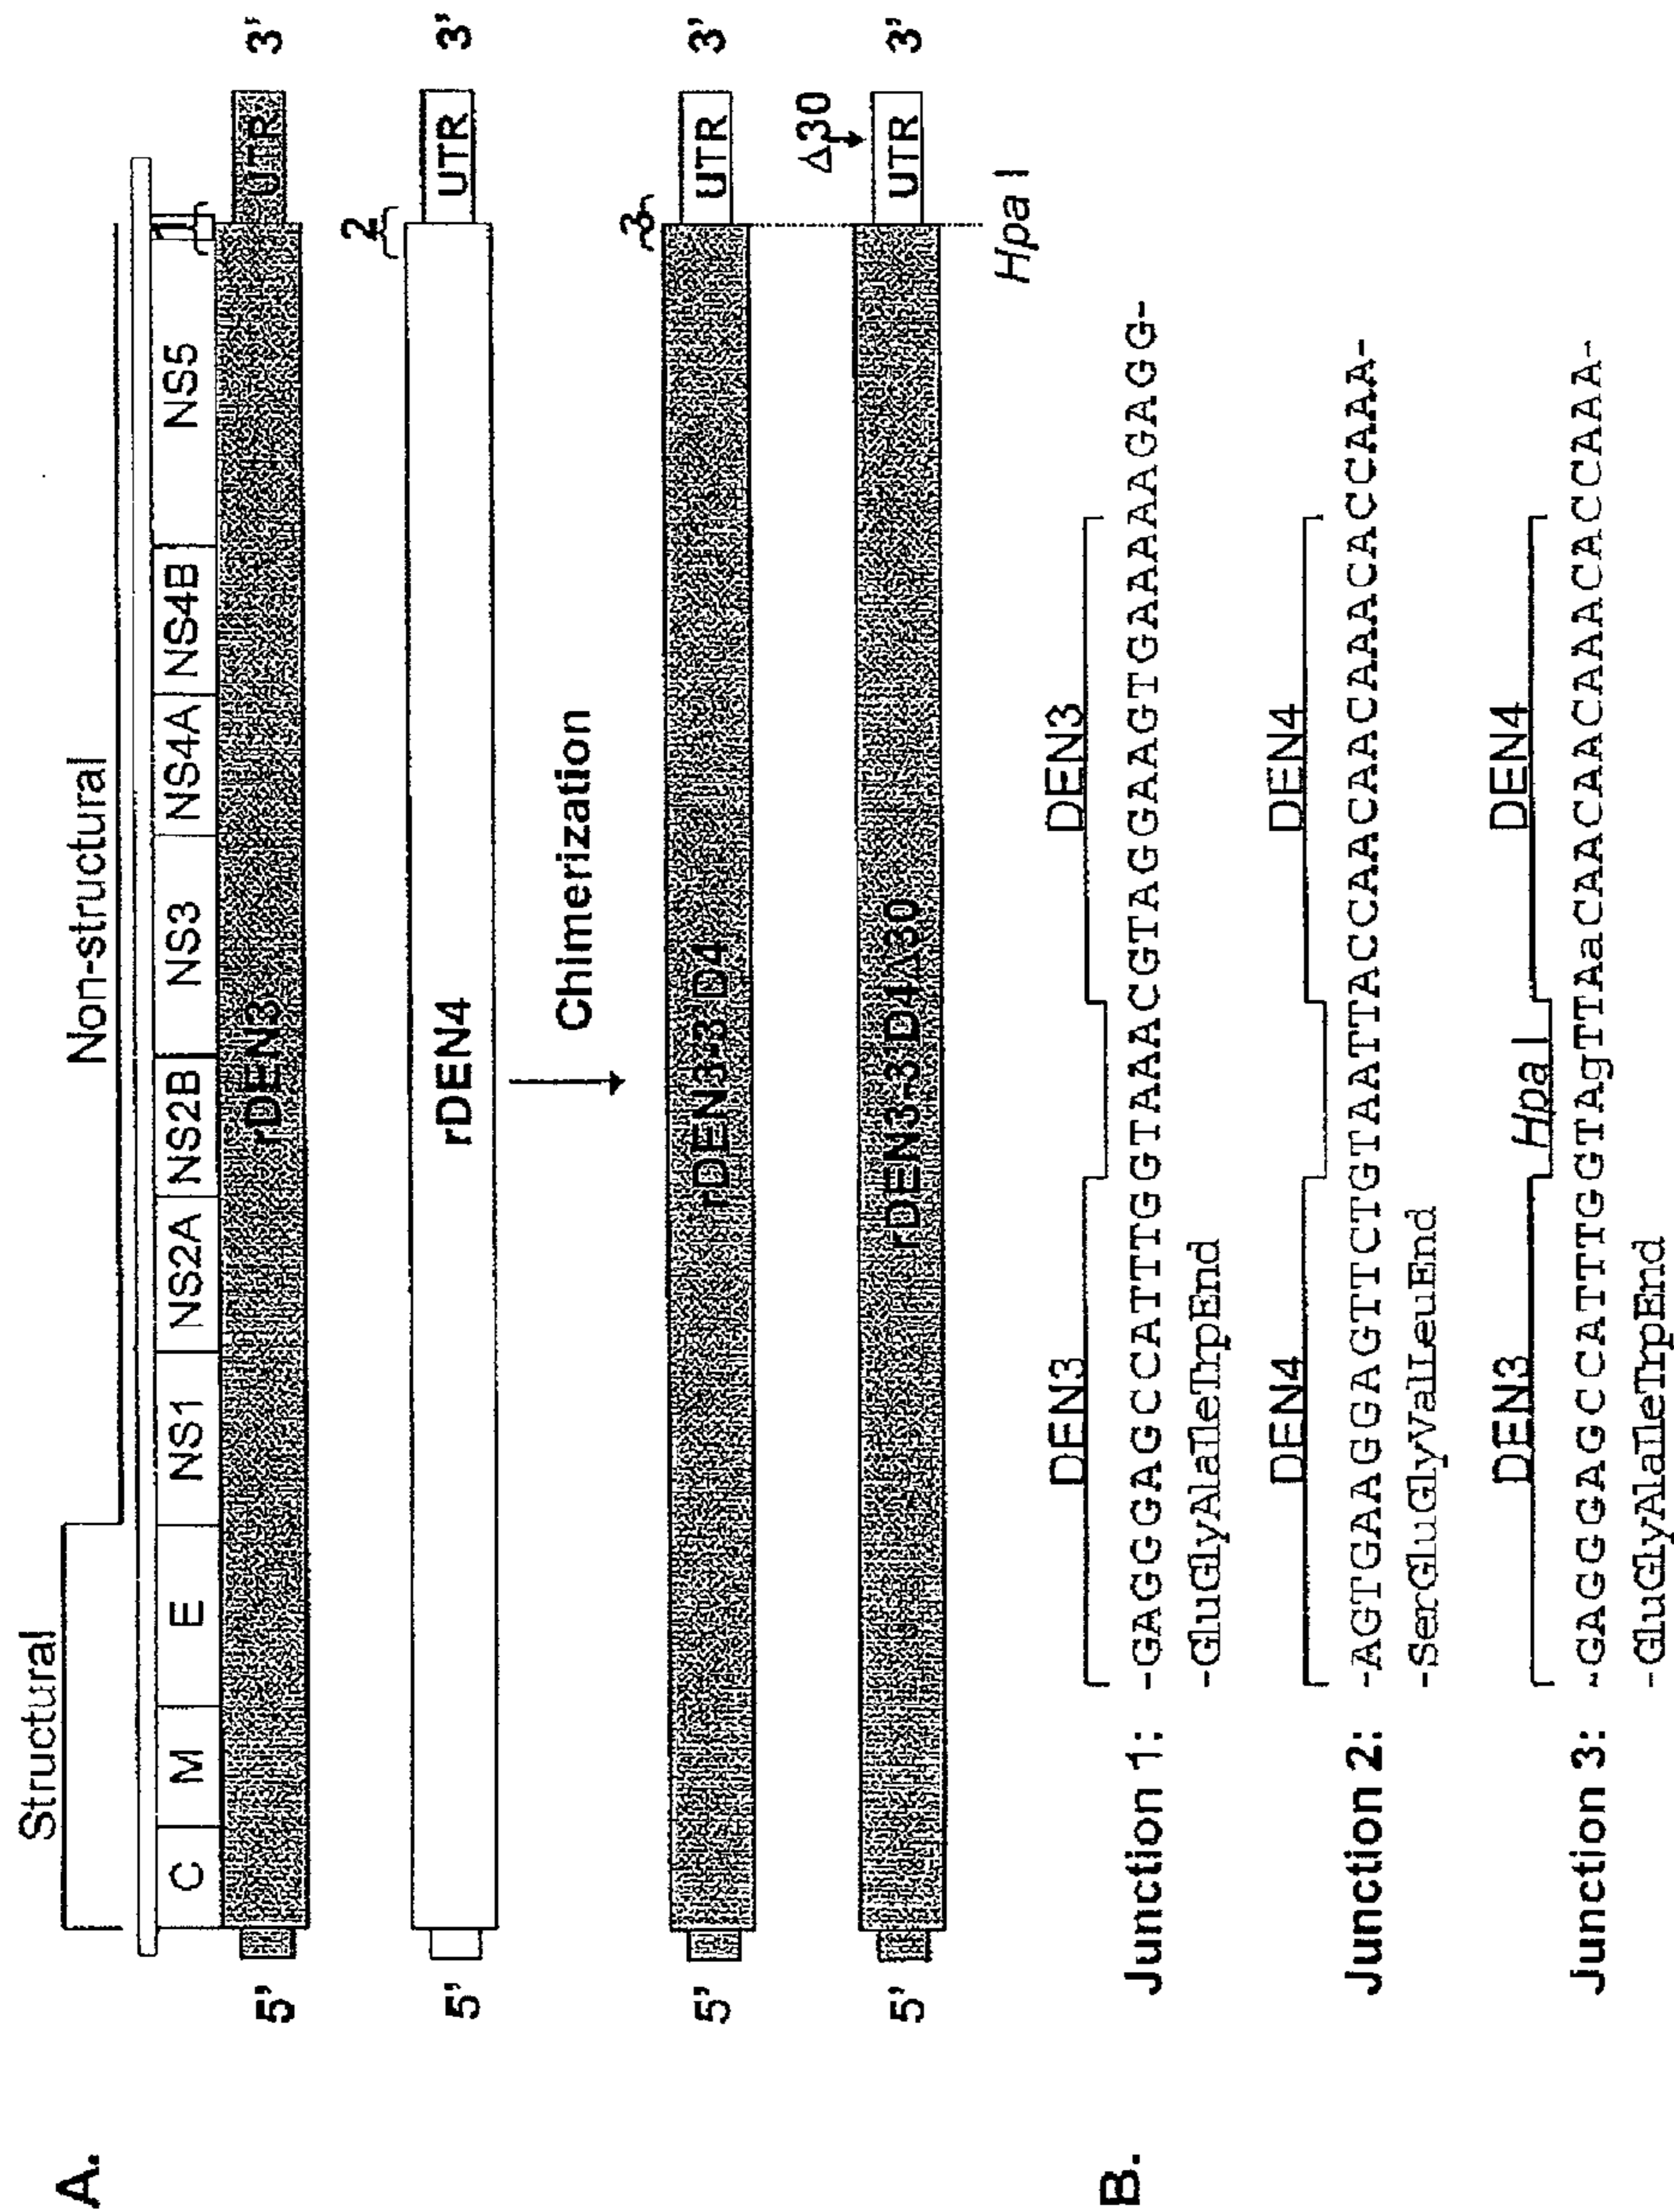 A.
Structural
Non-structural
C M E NS1 NS2A NS2B NS3 NS4A NS4B NS5
1
5' rDEN3 UTR 3'
2
5' rDEN4 UTR 3'
Chimerization
3
5' rDEN3-3'D4 UTR 3'
Δ30
5' rDEN3-3'D4Δ30 UTR 3'
Hpa I
B.
DEN3 DEN3
Junction 1: -GAGGGAGCCATTTGGTAAACGTAGGAAGTGAAAAAGAGG-
-GluGlyAlaIleTrpEnd
DEN4 DEN4
Junction 2: -AGTGAAGGAGTTCTGTAATTACCAACAACAAACACCAAA-
-SerGluGlyValLeuEnd
DEN3 Hpa I DEN4
Junction 3: -GAGGGAGCCATTTGGTAgTTAaCAACAACAAACACCAAA-
-GluGlyAlaIleTrpEnd